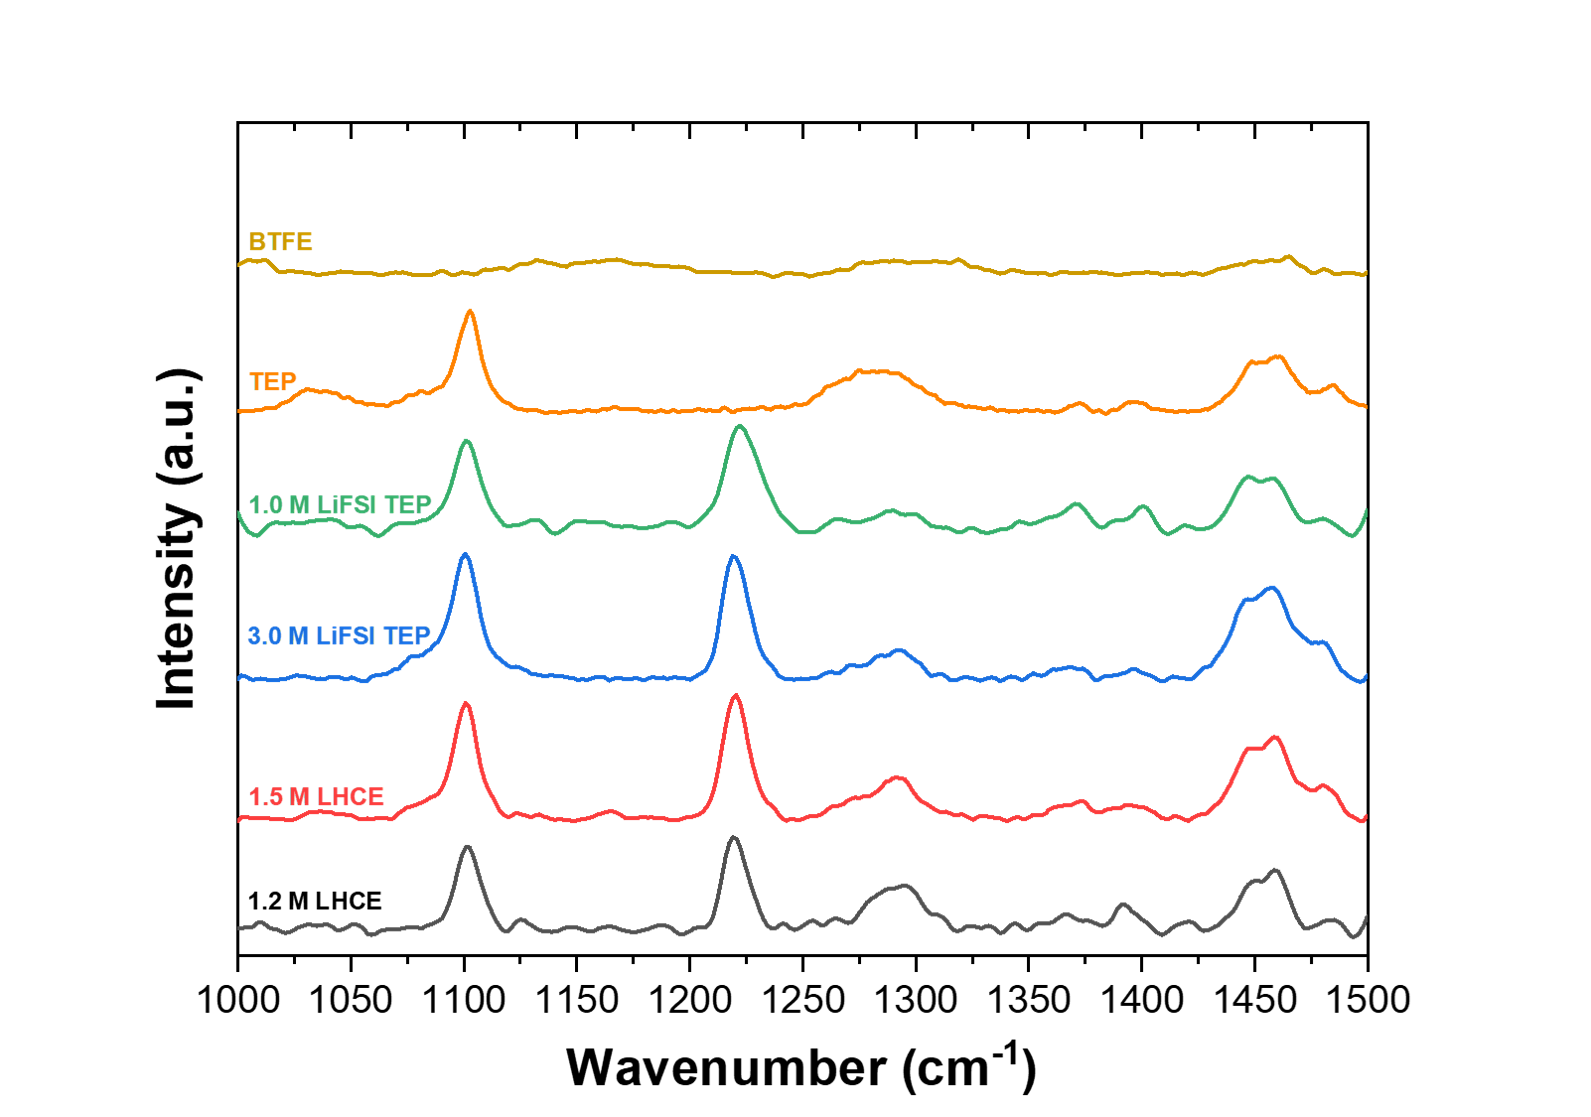 BTFE
TEP
1.0 M LiFSI TEP
3.0 M LiFSI TEP
1.5 M LHCE
1.2 M LHCE
Intensity (a.u.)
1000 1050 1100 1150 1200 1250 1300 1350 1400 1450 1500
Wavenumber (cm⁻¹)